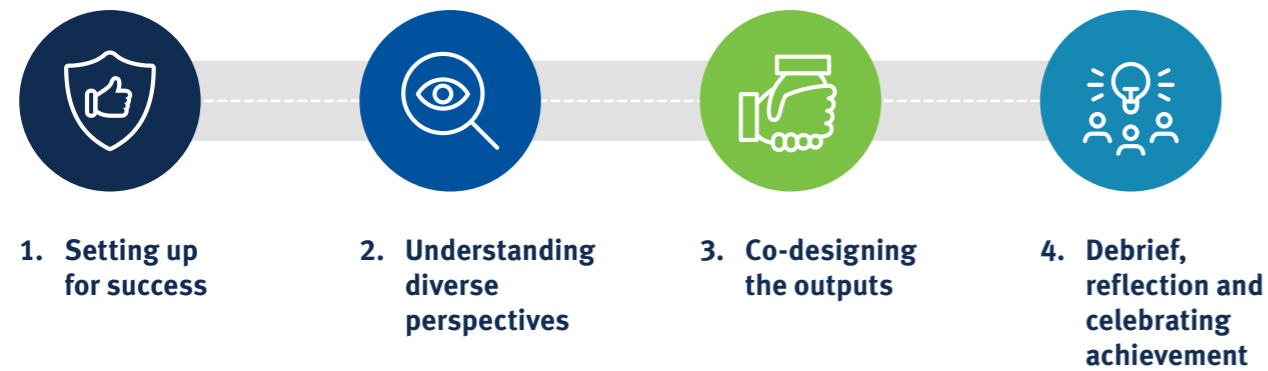 1. Setting up
for success
2. Understanding
diverse
perspectives
3. Co-designing
the outputs
4. Debrief,
reflection and
celebrating
achievement